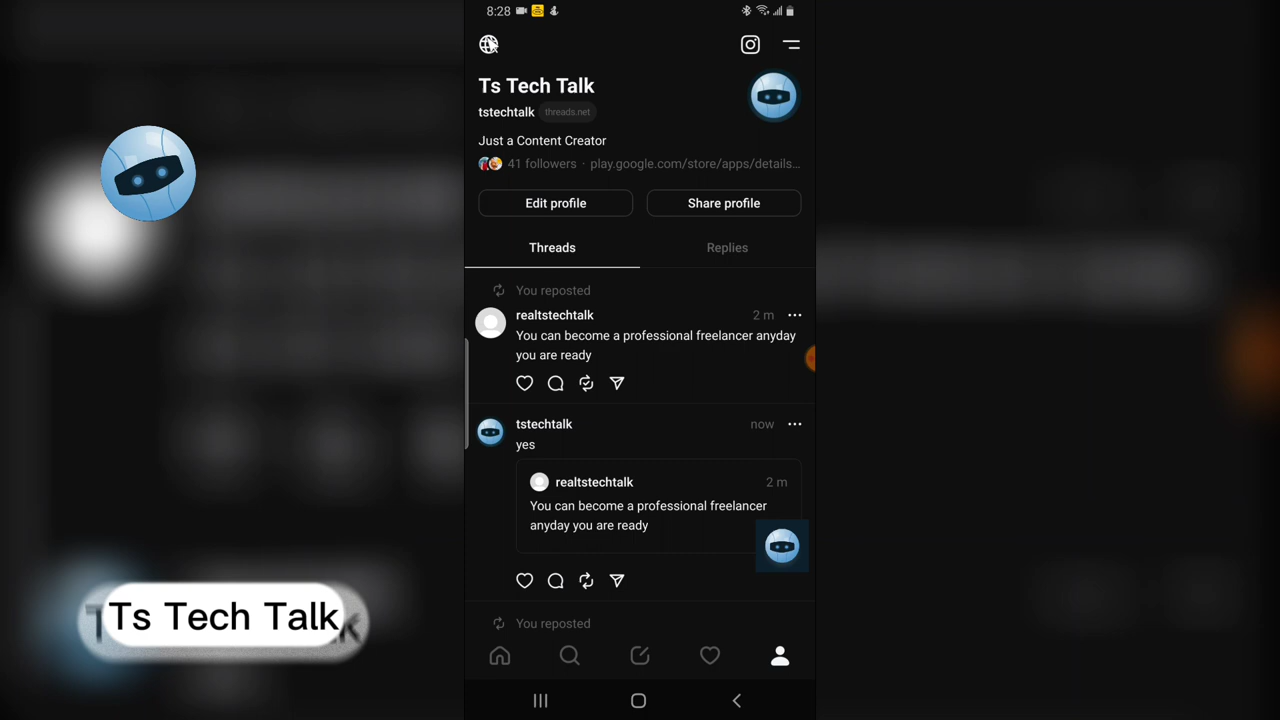 8:28
Ts Tech Talk
tstechtalk threads.net
Just a Content Creator
41 followers · play.google.com/store/apps/details...
Edit profile
Share profile
Threads
Replies
You reposted
realtstechtalk 2 m
You can become a professional freelancer anyday
you are ready
tstechtalk now
yes
realtstechtalk 2 m
You can become a professional freelancer
anyday you are ready
You reposted
Ts Tech Talk